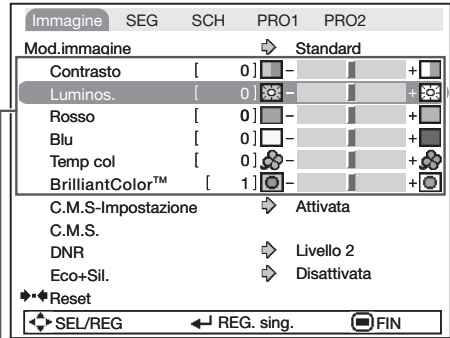 Immagine SEG SCH PRO1 PRO2
Mod.immagine Standard
Contrasto [ 0] - +
Luminos. [ 0] - +
Rosso [ 0] - +
Blu [ 0] - +
Temp col [ 0] - +
BrilliantColor™ [ 1] - +
C.M.S-Impostazione Attivata
C.M.S.
DNR Livello 2
Eco+Sil. Disattivata
Reset
SEL/REG REG. sing. FIN